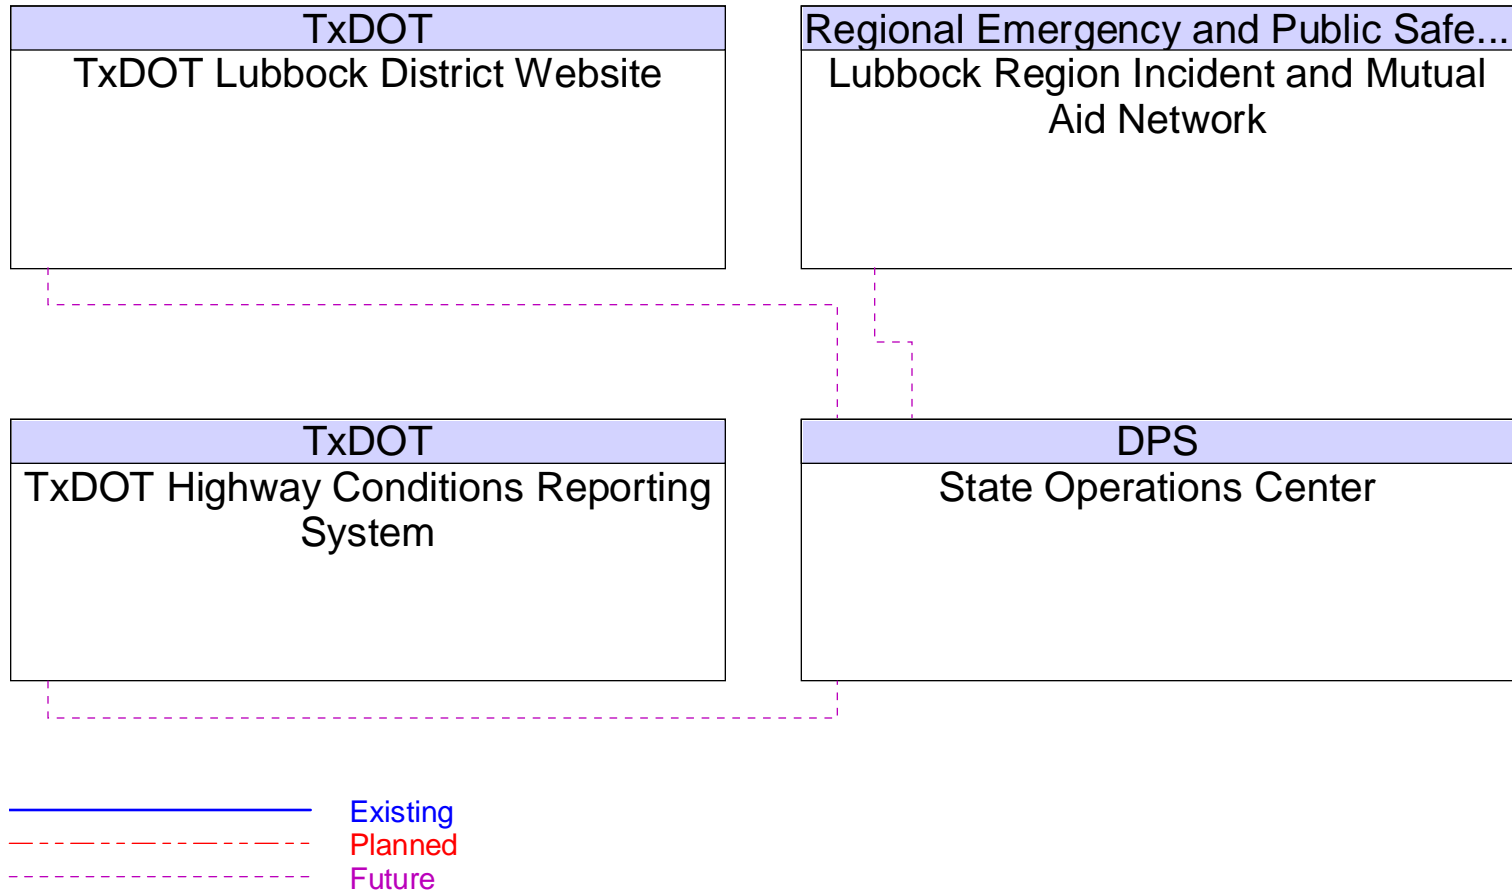 TxDOT
TxDOT Lubbock District Website
Regional Emergency and Public Safe...
Lubbock Region Incident and Mutual
Aid Network
TxDOT
TxDOT Highway Conditions Reporting
System
DPS
State Operations Center
Existing
Planned
Future